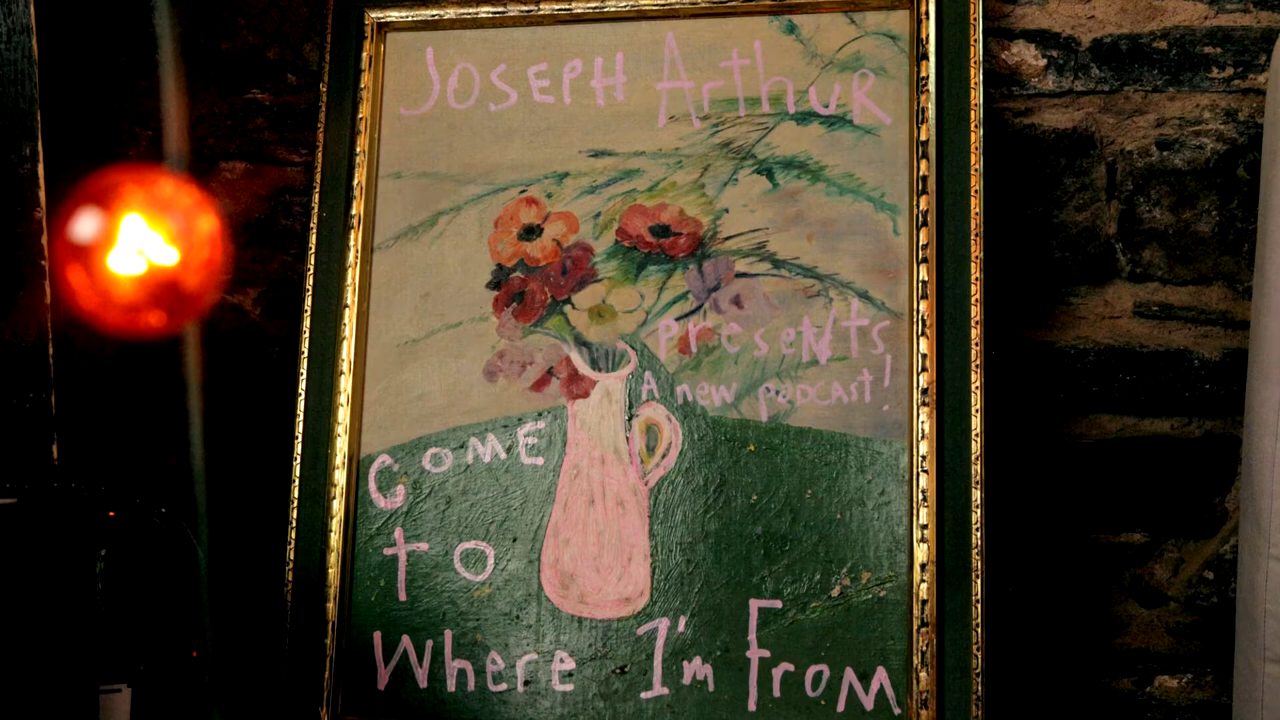 JOSEPH ArthUR
preseNts
A new podcast!
COME
to
Where I'm From